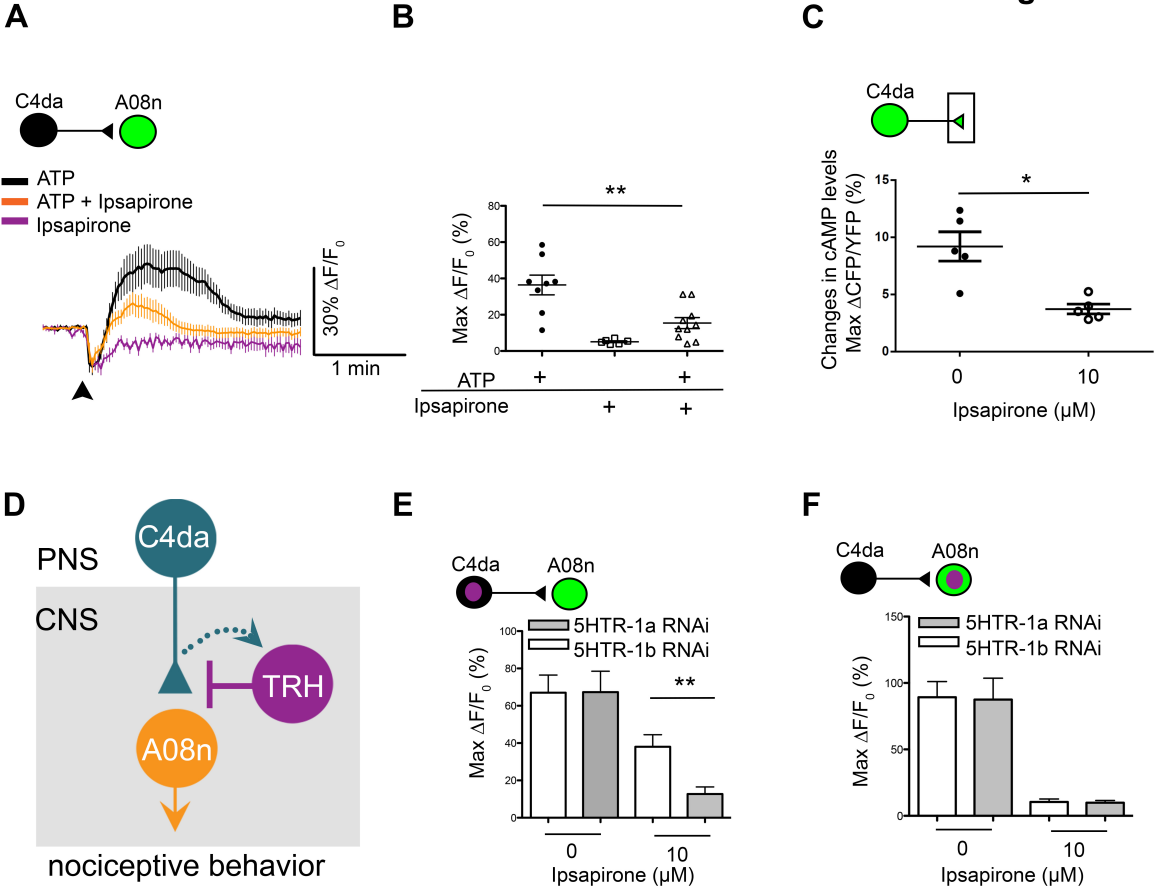 A
C4da
A08n
ATP
ATP + Ipsapirone
Ipsapirone
30% ΔF/F0
1 min
B
Max ΔF/F0 (%)
80
60
40
20
0
**
ATP
+
+
Ipsapirone
+
+
C
C4da
Changes in cAMP levels
Max ΔCFP/YFP (%)
15
10
5
0
*
0
10
Ipsapirone (µM)
D
C4da
PNS
CNS
TRH
A08n
nociceptive behavior
E
C4da
A08n
5HTR-1a RNAi
5HTR-1b RNAi
Max ΔF/F0 (%)
100
80
60
40
20
0
**
0
10
Ipsapirone (µM)
F
C4da
A08n
5HTR-1a RNAi
5HTR-1b RNAi
Max ΔF/F0 (%)
150
100
50
0
0
10
Ipsapirone (µM)